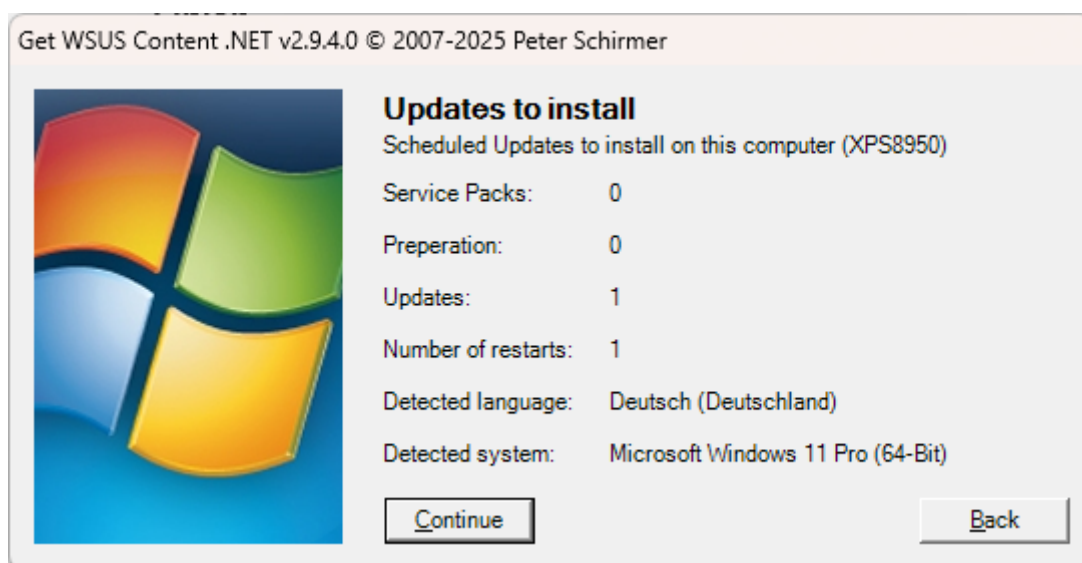 Get WSUS Content .NET v2.9.4.0 © 2007-2025 Peter Schirmer
Updates to install
Scheduled Updates to install on this computer (XPS8950)
Service Packs: 0
Preperation: 0
Updates: 1
Number of restarts: 1
Detected language: Deutsch (Deutschland)
Detected system: Microsoft Windows 11 Pro (64-Bit)
Continue Back